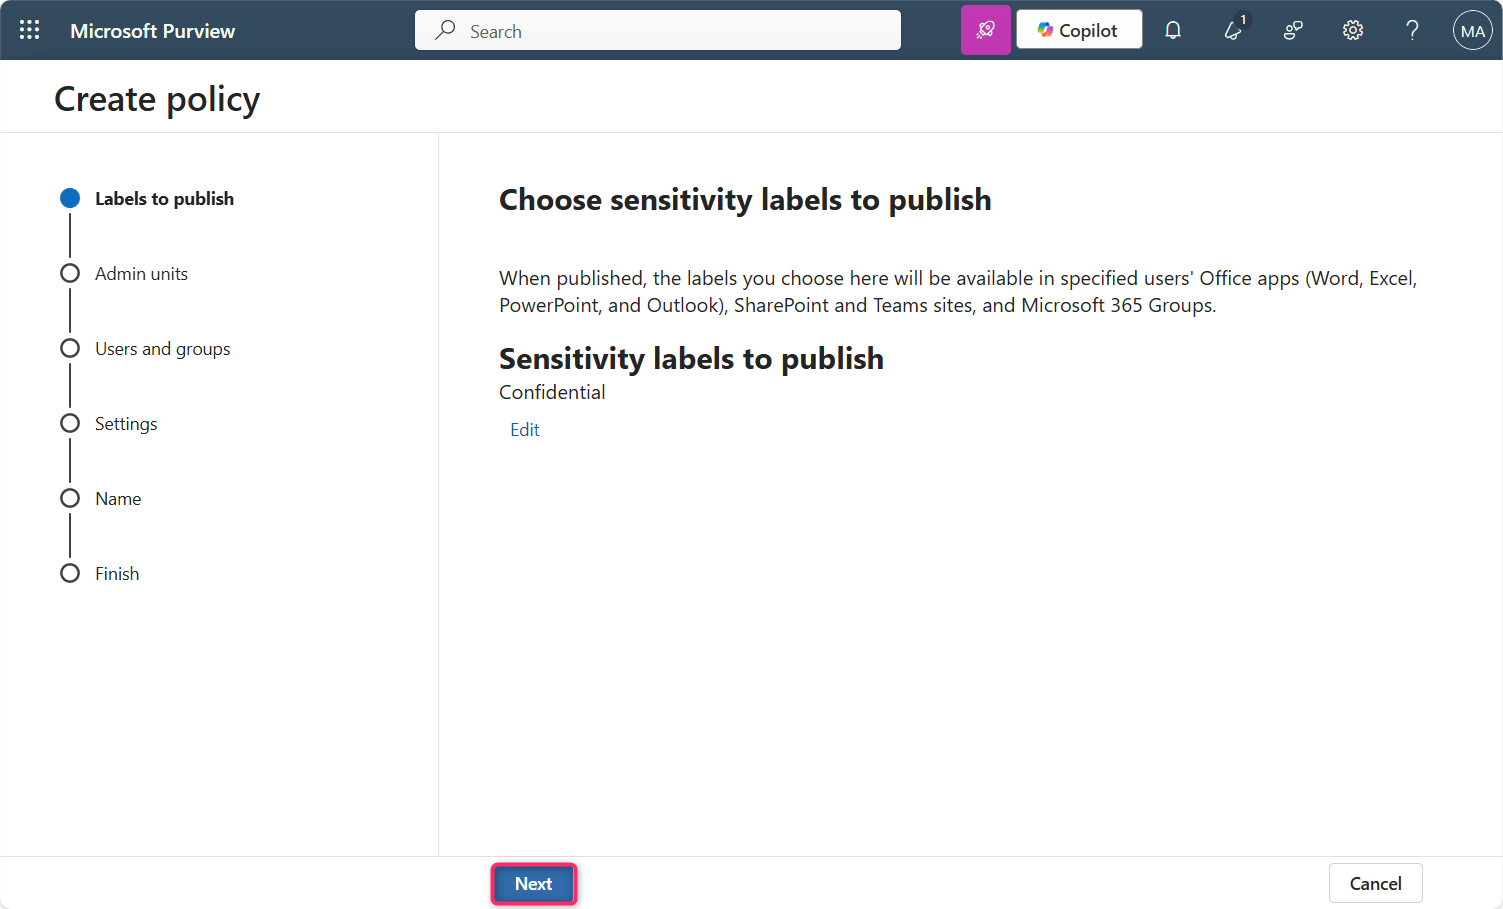 Microsoft Purview
Search
Copilot
1
MA
Create policy
Labels to publish
Admin units
Users and groups
Settings
Name
Finish
Choose sensitivity labels to publish
When published, the labels you choose here will be available in specified users' Office apps (Word, Excel,
PowerPoint, and Outlook), SharePoint and Teams sites, and Microsoft 365 Groups.
Sensitivity labels to publish
Confidential
Edit
Next
Cancel